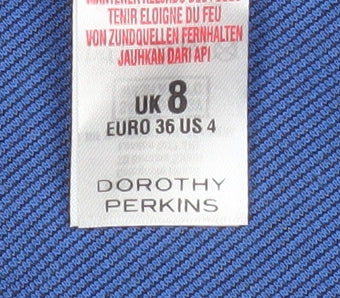 TENIR ELOIGNE DU FEU
VON ZUNDQUELLEN FERNHALTEN
JAUHKAN DARI API
UK 8
EURO 36 US 4
DOROTHY
PERKINS